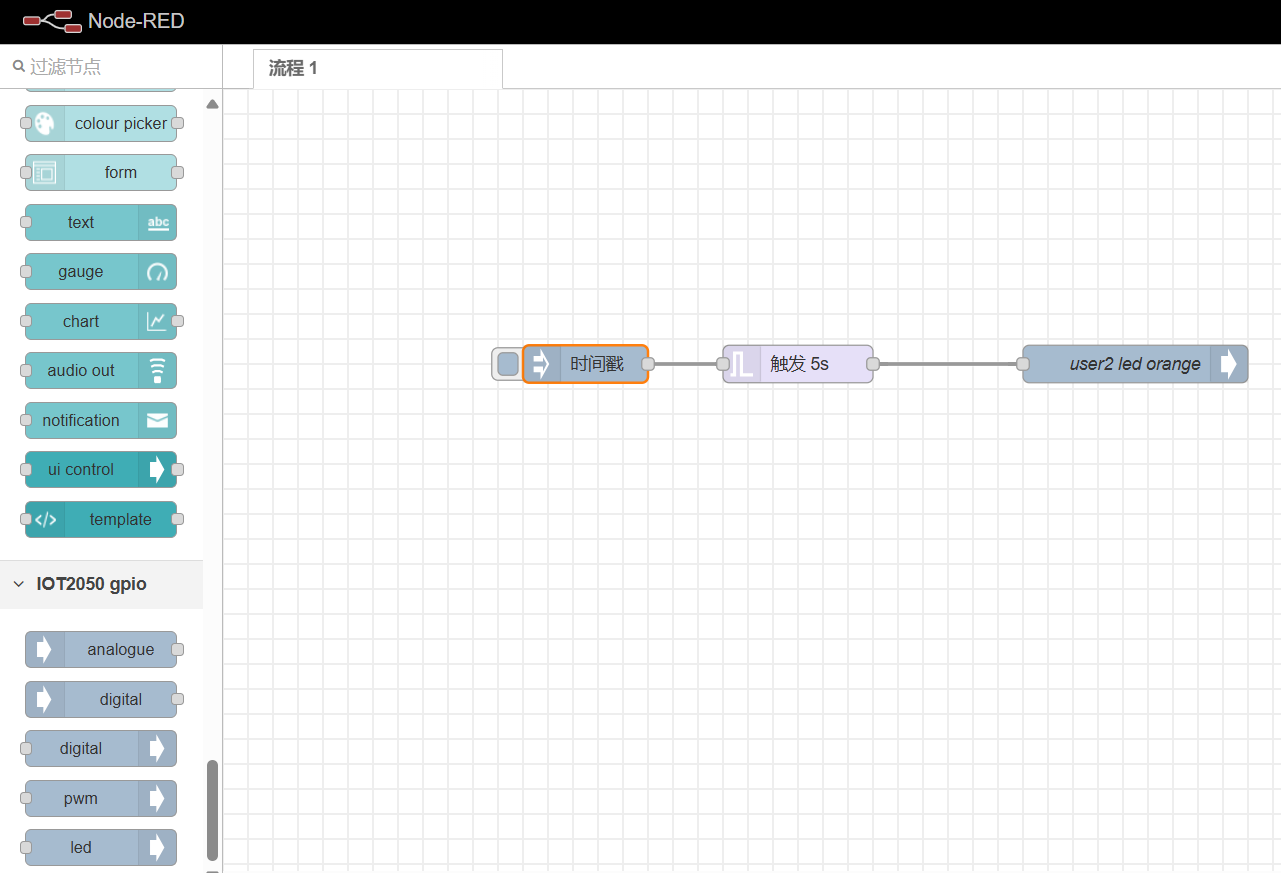 Node-RED
过滤节点
流程 1
colour picker
form
text
abc
gauge
chart
audio out
notification
ui control
</> template
时间戳
触发 5s
user2 led orange
IOT2050 gpio
analogue
digital
digital
pwm
led